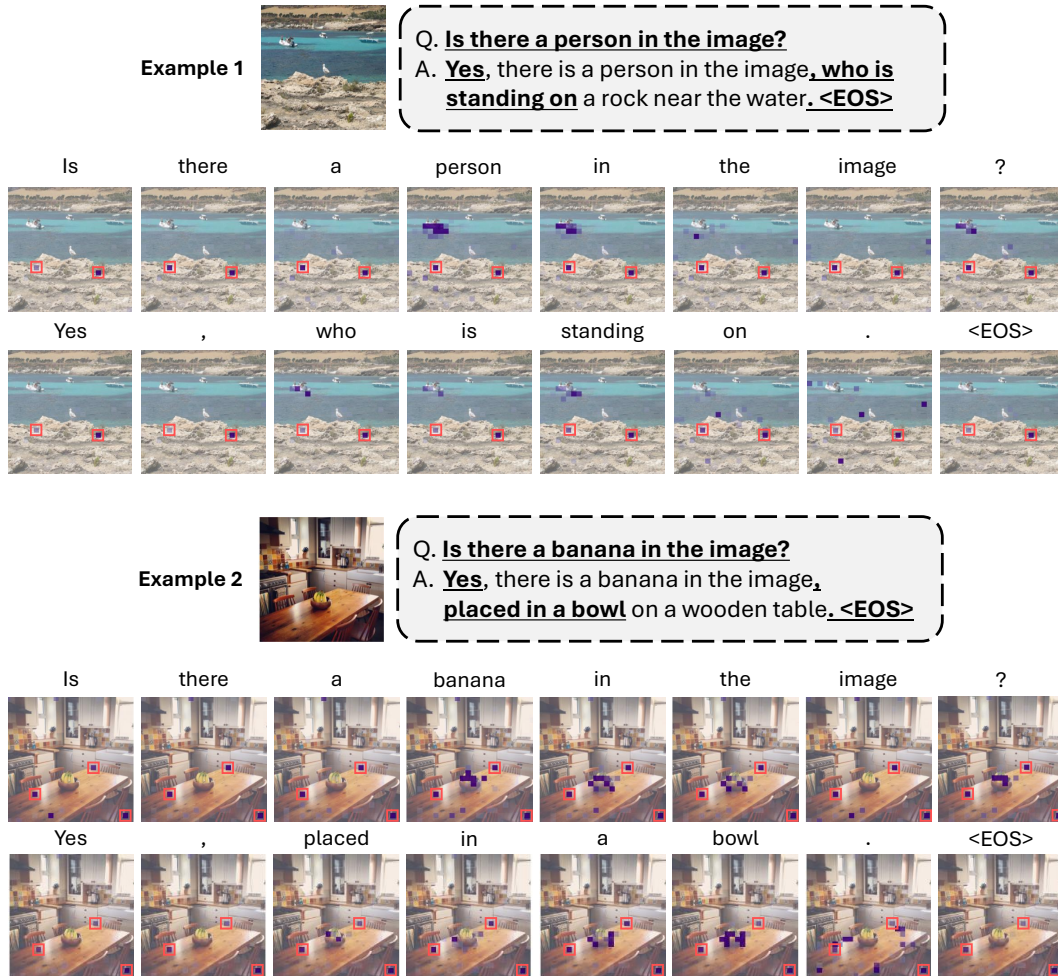 Example 1
Q. Is there a person in the image?
A. Yes, there is a person in the image, who is
standing on a rock near the water. <EOS>
Is there a person in the image ?
Yes , who is standing on . <EOS>
Example 2
Q. Is there a banana in the image?
A. Yes, there is a banana in the image,
placed in a bowl on a wooden table. <EOS>
Is there a banana in the image ?
Yes , placed in a bowl . <EOS>